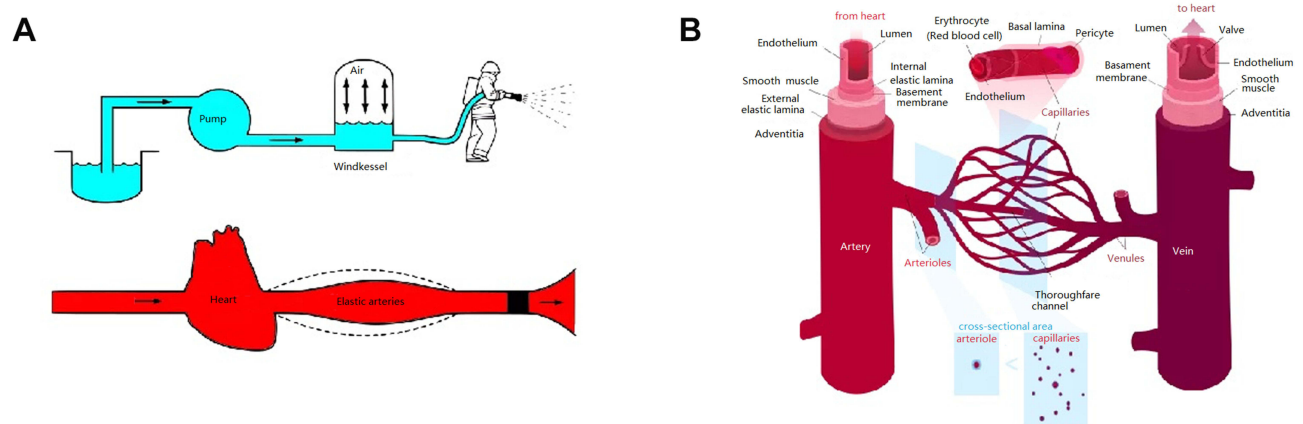 A
Air
Pump
Windkessel
Heart
Elastic arteries
B
from heart
Endothelium
Lumen
Smooth muscle
Internal
elastic lamina
External
elastic lamina
Basement
membrane
Adventitia
Erythrocyte
(Red blood cell)
Basal lamina
Pericyte
Endothelium
Capillaries
to heart
Lumen
Valve
Basament
membrane
Endothelium
Smooth
muscle
Adventitia
Artery
Arterioles
Venules
Vein
Thoroughfare
channel
cross-sectional area
arteriole
<
capillaries